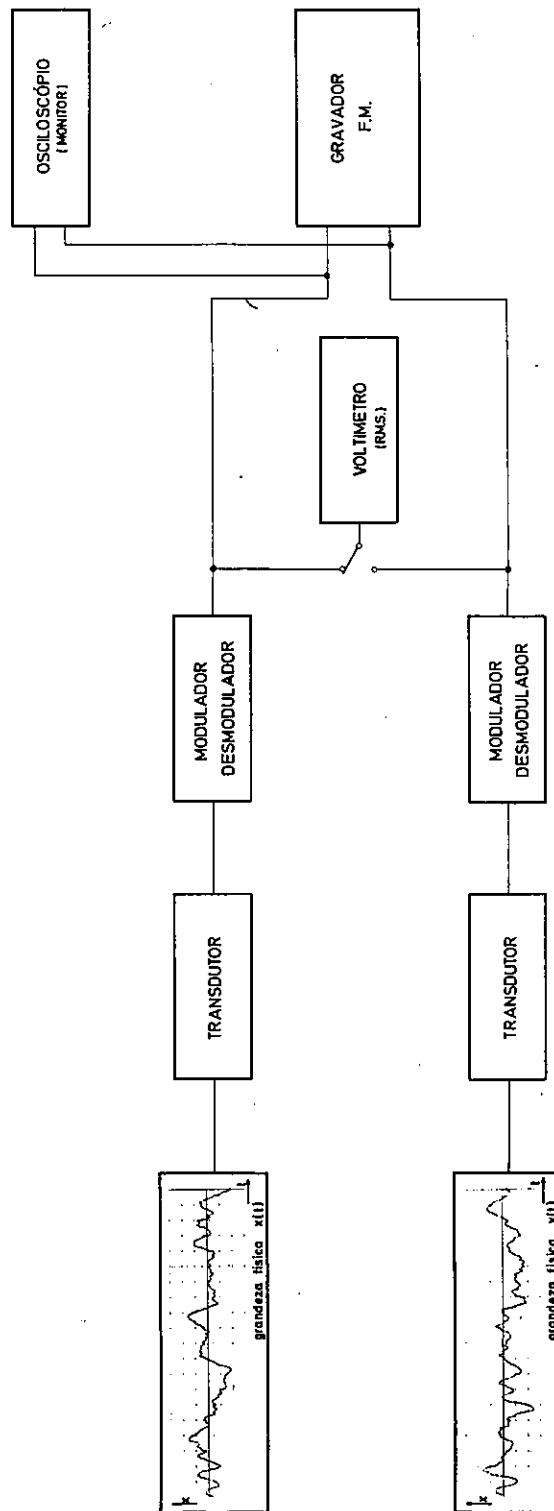 x
t
grandeza física x(t)
TRANSDUTOR
MODULADOR
DESMODULADOR
OSCILOSCÓPIO
( MONITOR )
VOLTIMETRO
(R.M.S.)
GRAVADOR
F.M.
x
t
grandeza física x(t)
TRANSDUTOR
MODULADOR
DESMODULADOR